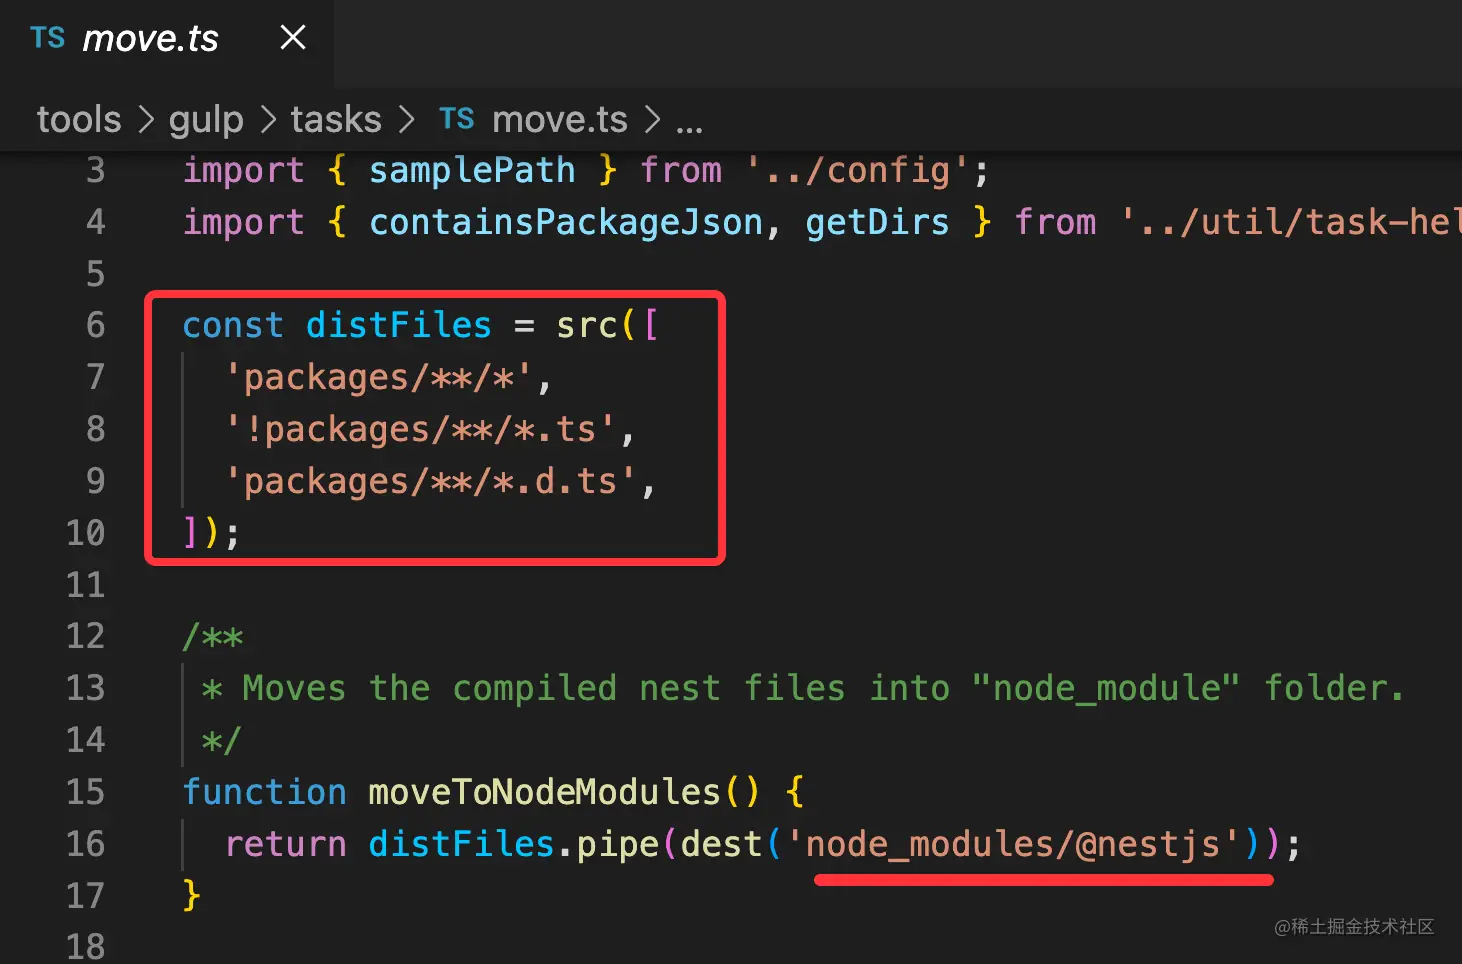 TS move.ts ×
tools > gulp > tasks > TS move.ts > ...
3 import { samplePath } from '../config';
4 import { containsPackageJson, getDirs } from '../util/task-hel
5
6 const distFiles = src([
7   'packages/**/*',
8   '!packages/**/*.ts',
9   'packages/**/*.d.ts',
10 ]);
11
12 /**
13  * Moves the compiled nest files into "node_module" folder.
14  */
15 function moveToNodeModules() {
16   return distFiles.pipe(dest('node_modules/@nestjs'));
17 }
18
@稀土掘金技术社区